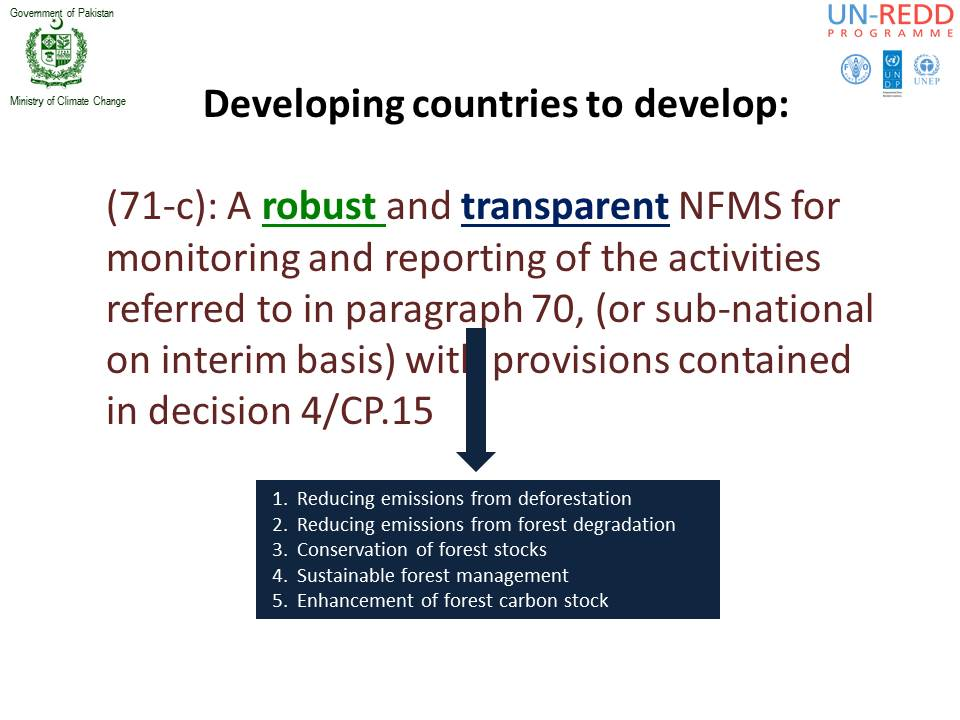 Government of Pakistan
Ministry of Climate Change
UN-REDD
PROGRAMME
FAO
UNDP
UNEP
Developing countries to develop:
(71-c): A robust and transparent NFMS for
monitoring and reporting of the activities
referred to in paragraph 70, (or sub-national
on interim basis) with provisions contained
in decision 4/CP.15
1. Reducing emissions from deforestation
2. Reducing emissions from forest degradation
3. Conservation of forest stocks
4. Sustainable forest management
5. Enhancement of forest carbon stock